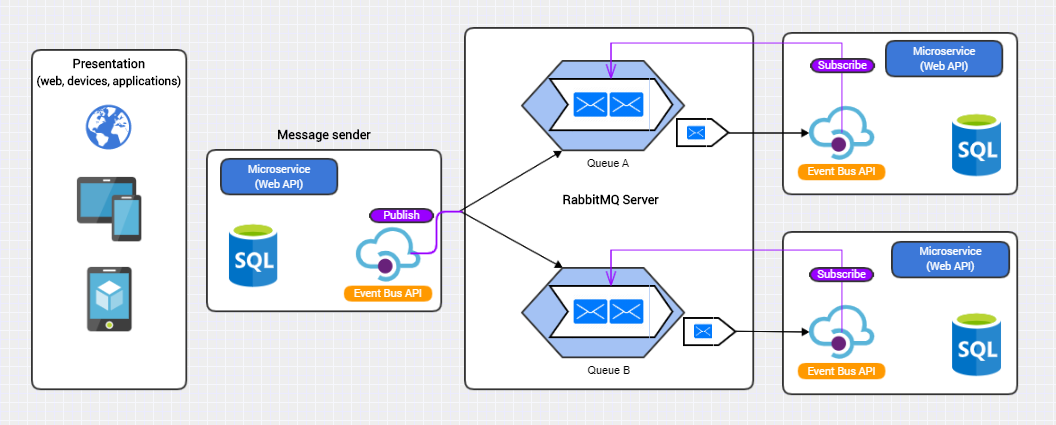 Presentation
(web, devices, applications)
Message sender
Microservice
(Web API)
SQL
Publish
Event Bus API
Queue A
RabbitMQ Server
Queue B
Subscribe
Microservice
(Web API)
Event Bus API
SQL
Subscribe
Microservice
(Web API)
Event Bus API
SQL